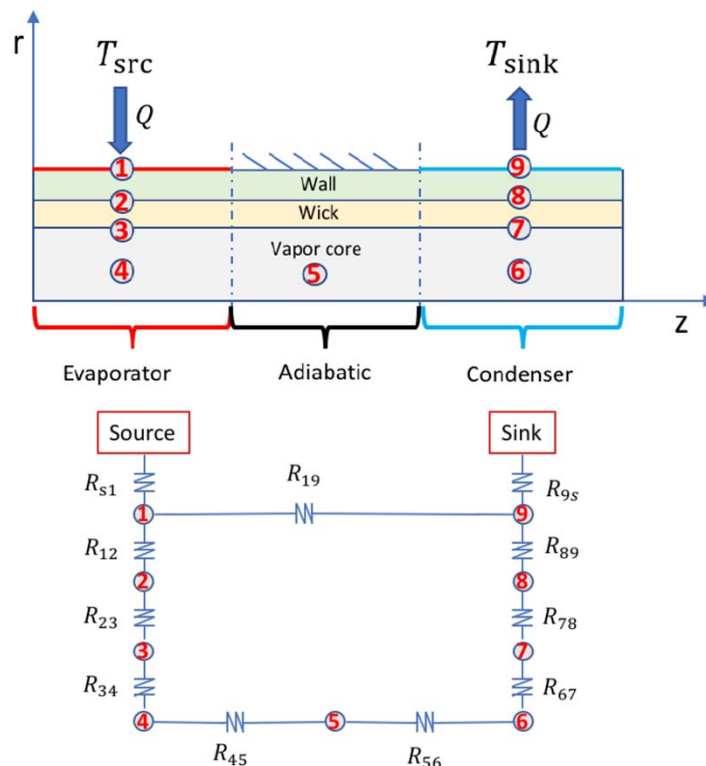 r
T_src
T_sink
Q
Q
1
9
Wall
2
8
Wick
3
7
Vapor core
4
5
6
z
Evaporator
Adiabatic
Condenser
Source
Sink
R_s1
R_19
R_9s
1
9
R_12
R_89
2
8
R_23
R_78
3
7
R_34
R_67
4
5
6
R_45
R_56